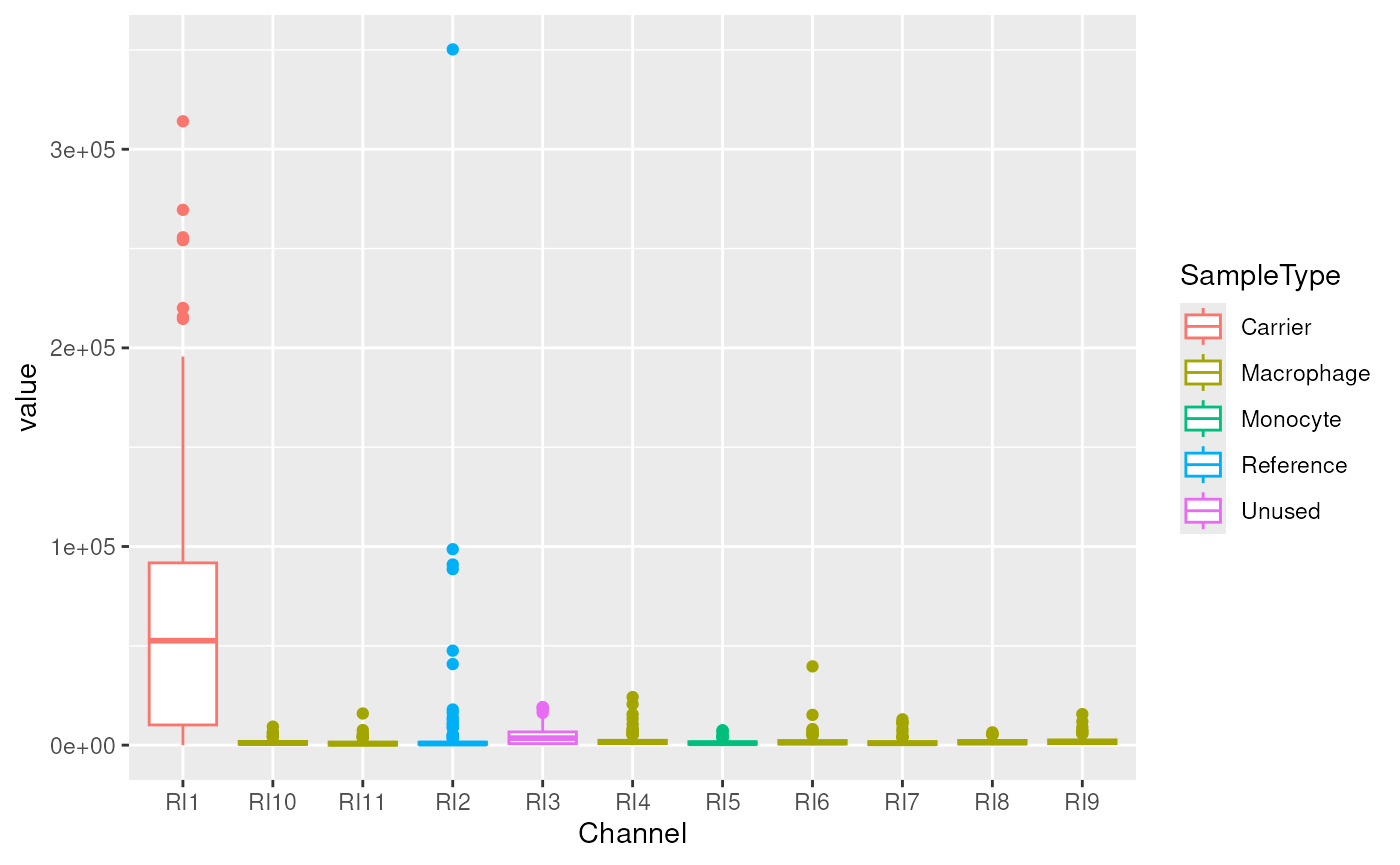 3e+05
2e+05
1e+05
0e+00
value
RI1 RI10 RI11 RI2 RI3 RI4 RI5 RI6 RI7 RI8 RI9
Channel
SampleType
Carrier
Macrophage
Monocyte
Reference
Unused